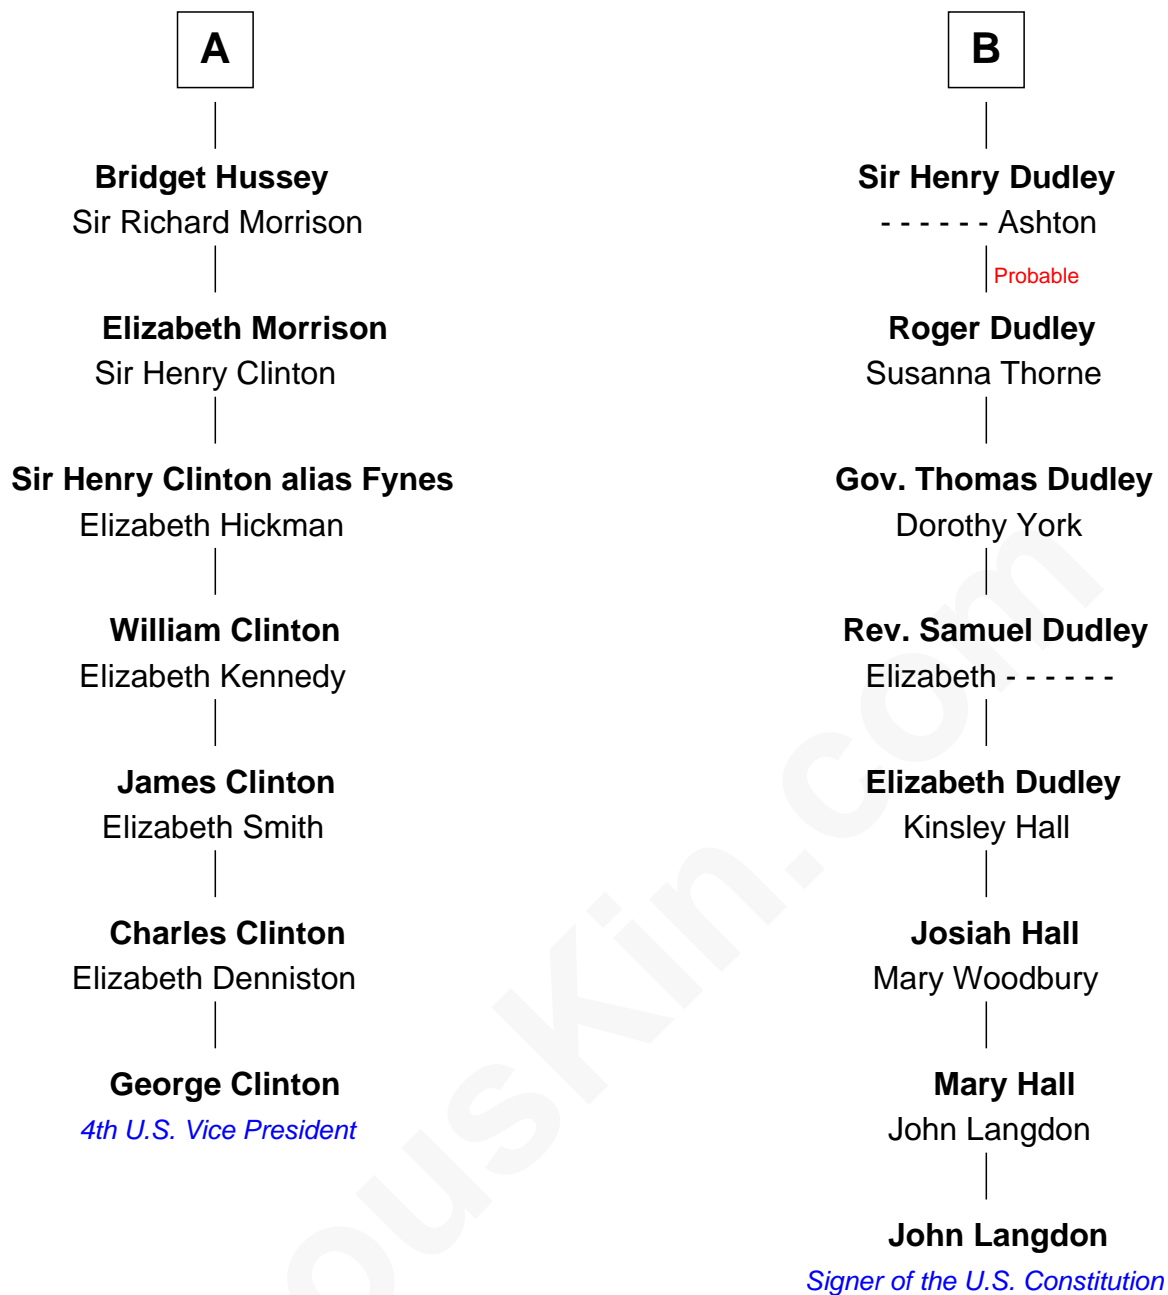 A
Bridget Hussey
Sir Richard Morrison
Elizabeth Morrison
Sir Henry Clinton
Sir Henry Clinton alias Fynes
Elizabeth Hickman
William Clinton
Elizabeth Kennedy
James Clinton
Elizabeth Smith
Charles Clinton
Elizabeth Denniston
George Clinton
4th U.S. Vice President
B
Sir Henry Dudley
- - - - - - Ashton
Probable
Roger Dudley
Susanna Thorne
Gov. Thomas Dudley
Dorothy York
Rev. Samuel Dudley
Elizabeth - - - - - -
Elizabeth Dudley
Kinsley Hall
Josiah Hall
Mary Woodbury
Mary Hall
John Langdon
John Langdon
Signer of the U.S. Constitution
ousKin.com